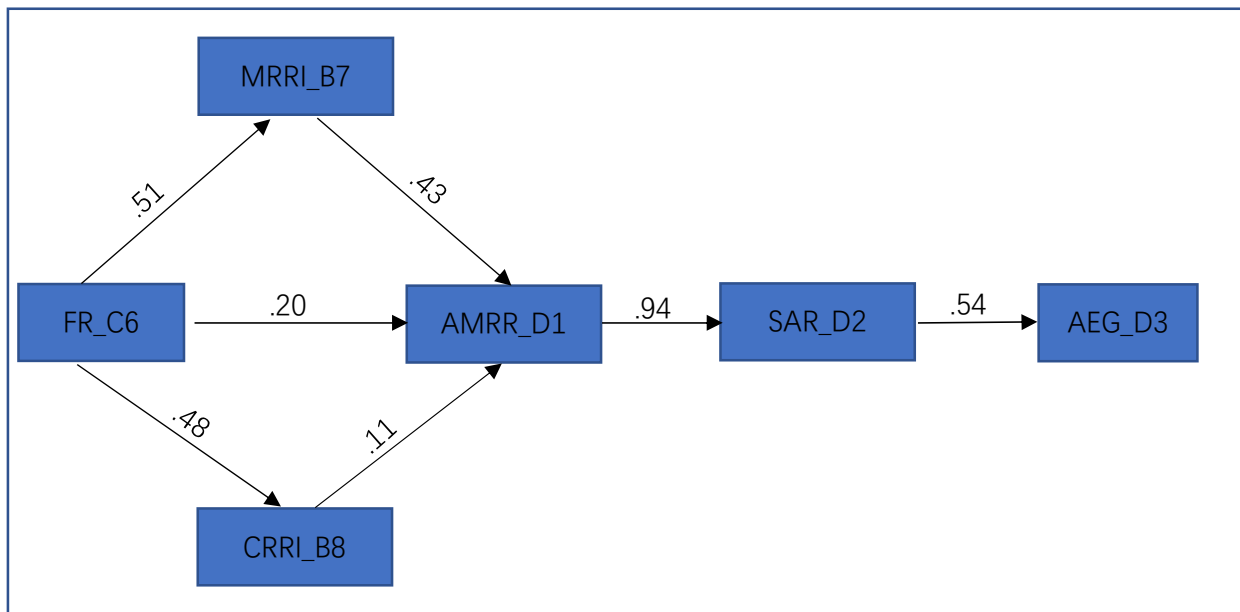 MRRI_B7
.51
.43
FR_C6
.20
AMRR_D1
.94
SAR_D2
.54
AEG_D3
.48
.11
CRRI_B8